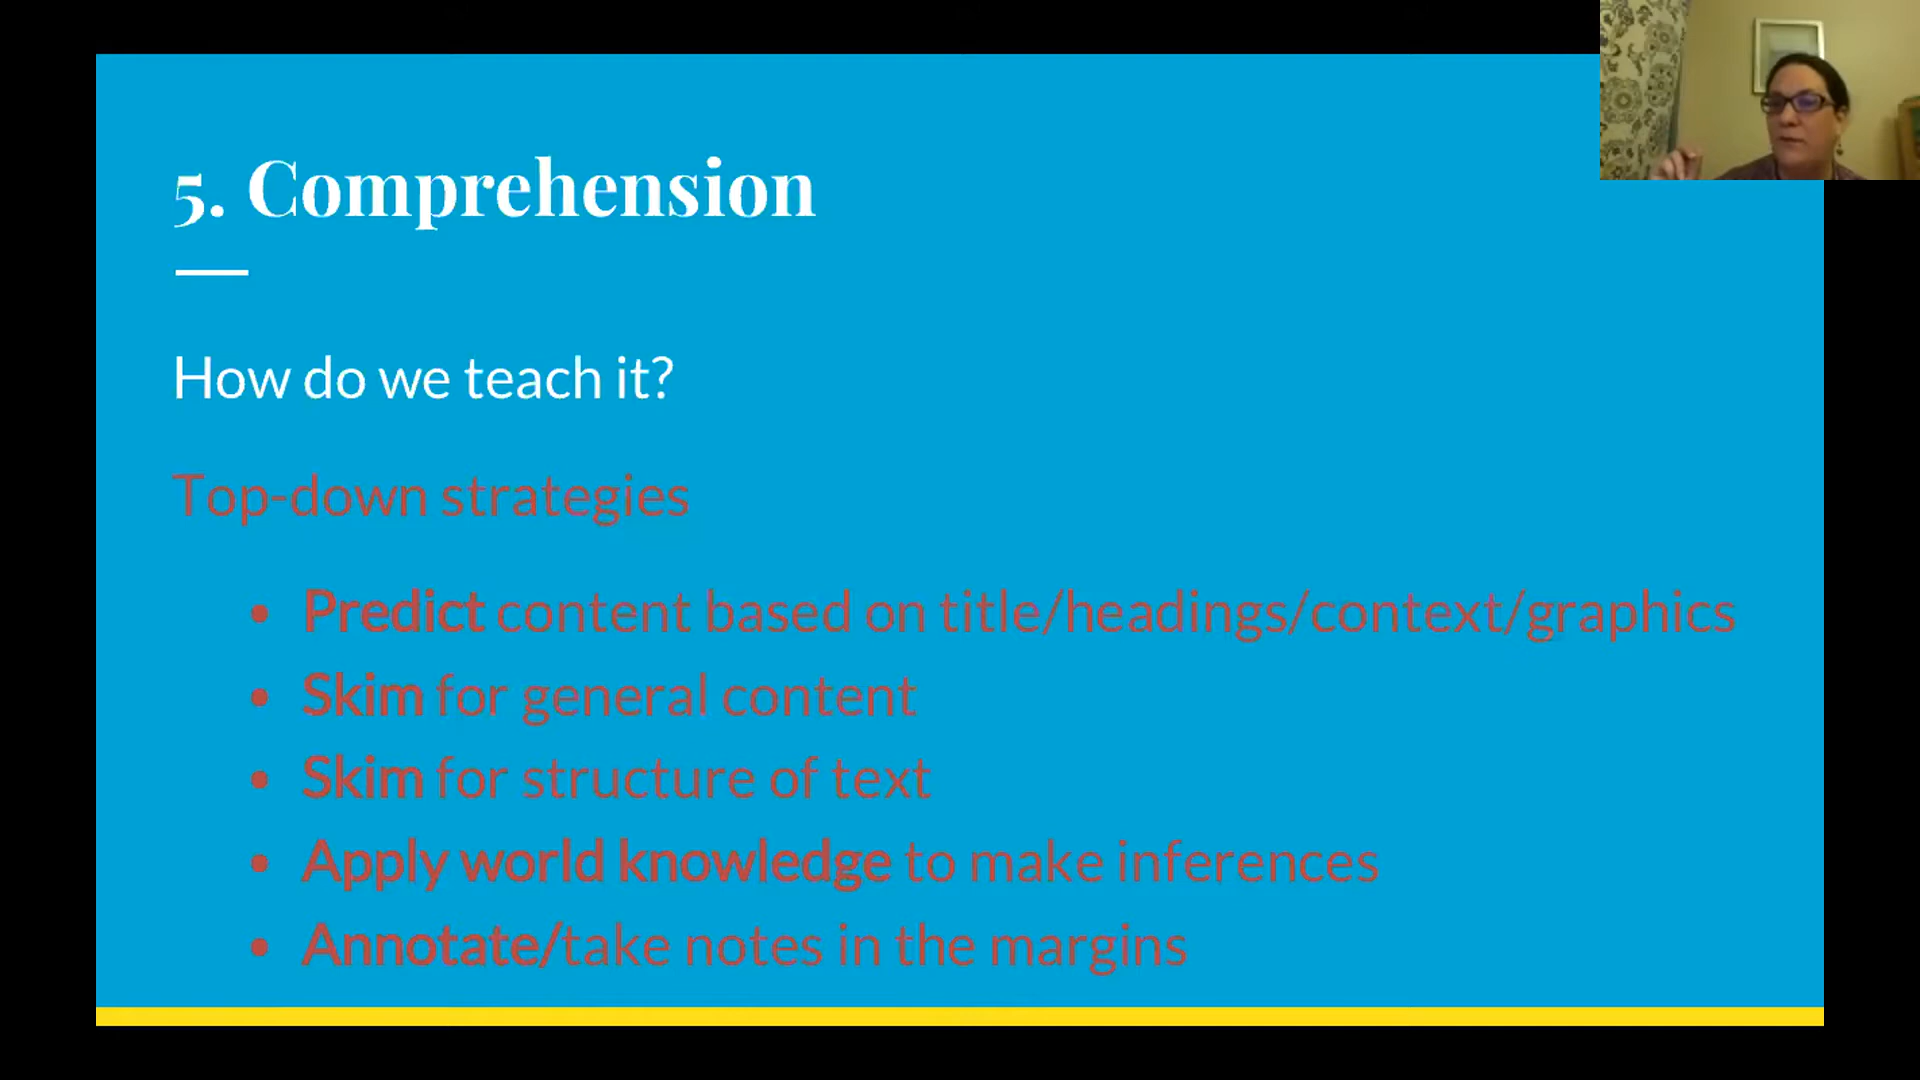 5. Comprehension
How do we teach it?
Top-down strategies
• Predict content based on title/headings/context/graphics
• Skim for general content
• Skim for structure of text
• Apply world knowledge to make inferences
• Annotate/take notes in the margins